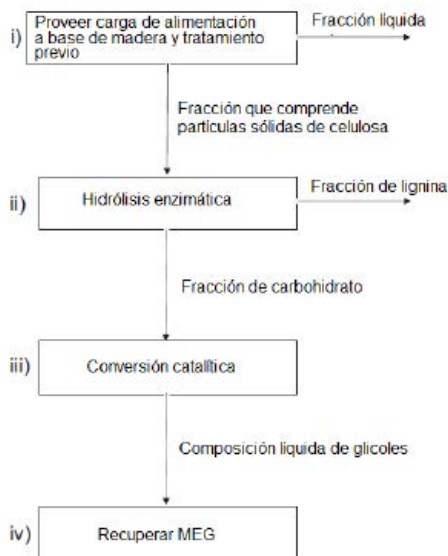 i)
Proveer carga de alimentación
a base de madera y tratamiento
previo
Fracción líquida
Fracción que comprende
partículas sólidas de celulosa
ii)
Hidrólisis enzimática
Fracción de lignina
Fracción de carbohidrato
iii)
Conversión catalítica
Composición líquida de glicoles
iv)
Recuperar MEG